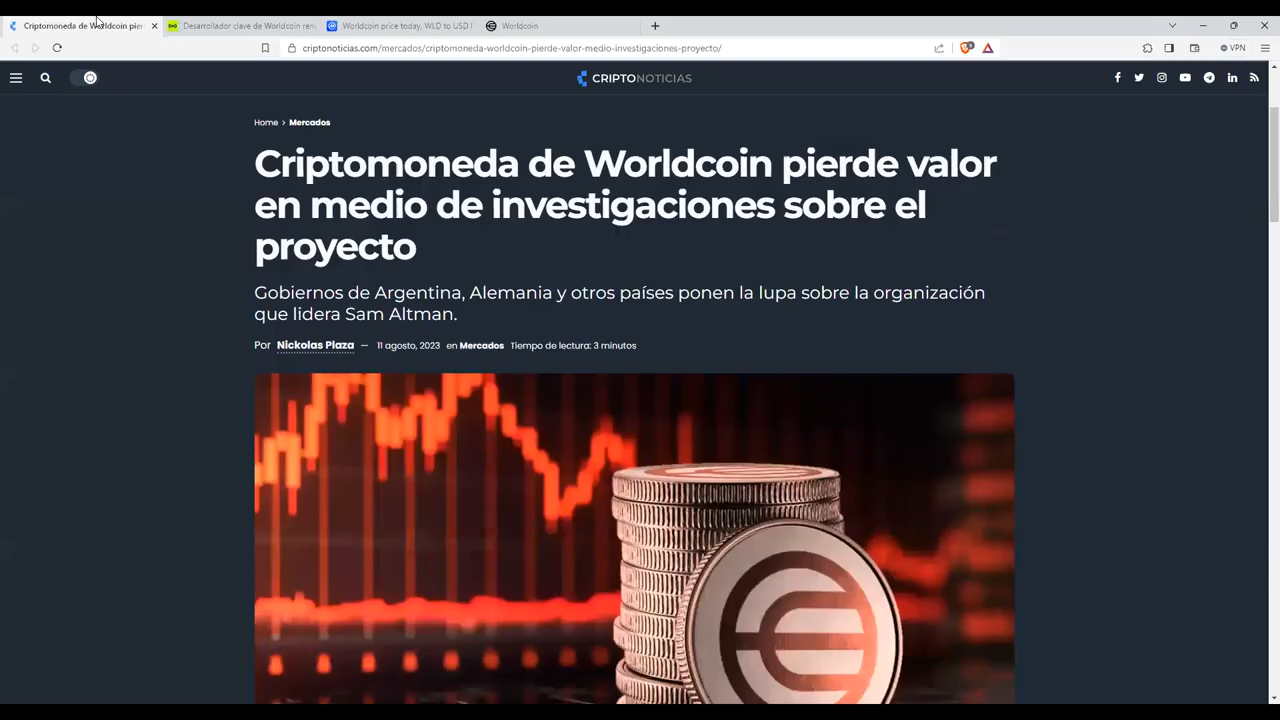 Criptomoneda de Worldcoin pier
Desarrollador clave de Worldcoin ren
Worldcoin price today, WLD to USD l
Worldcoin
criptonoticias.com/mercados/criptomoneda-worldcoin-pierde-valor-medio-investigaciones-proyecto/
VPN
CRIPTONOTICIAS
Home > Mercados
Criptomoneda de Worldcoin pierde valor
en medio de investigaciones sobre el
proyecto
Gobiernos de Argentina, Alemania y otros países ponen la lupa sobre la organización
que lidera Sam Altman.
Por Nickolas Plaza — 11 agosto, 2023 en Mercados Tiempo de lectura: 3 minutos